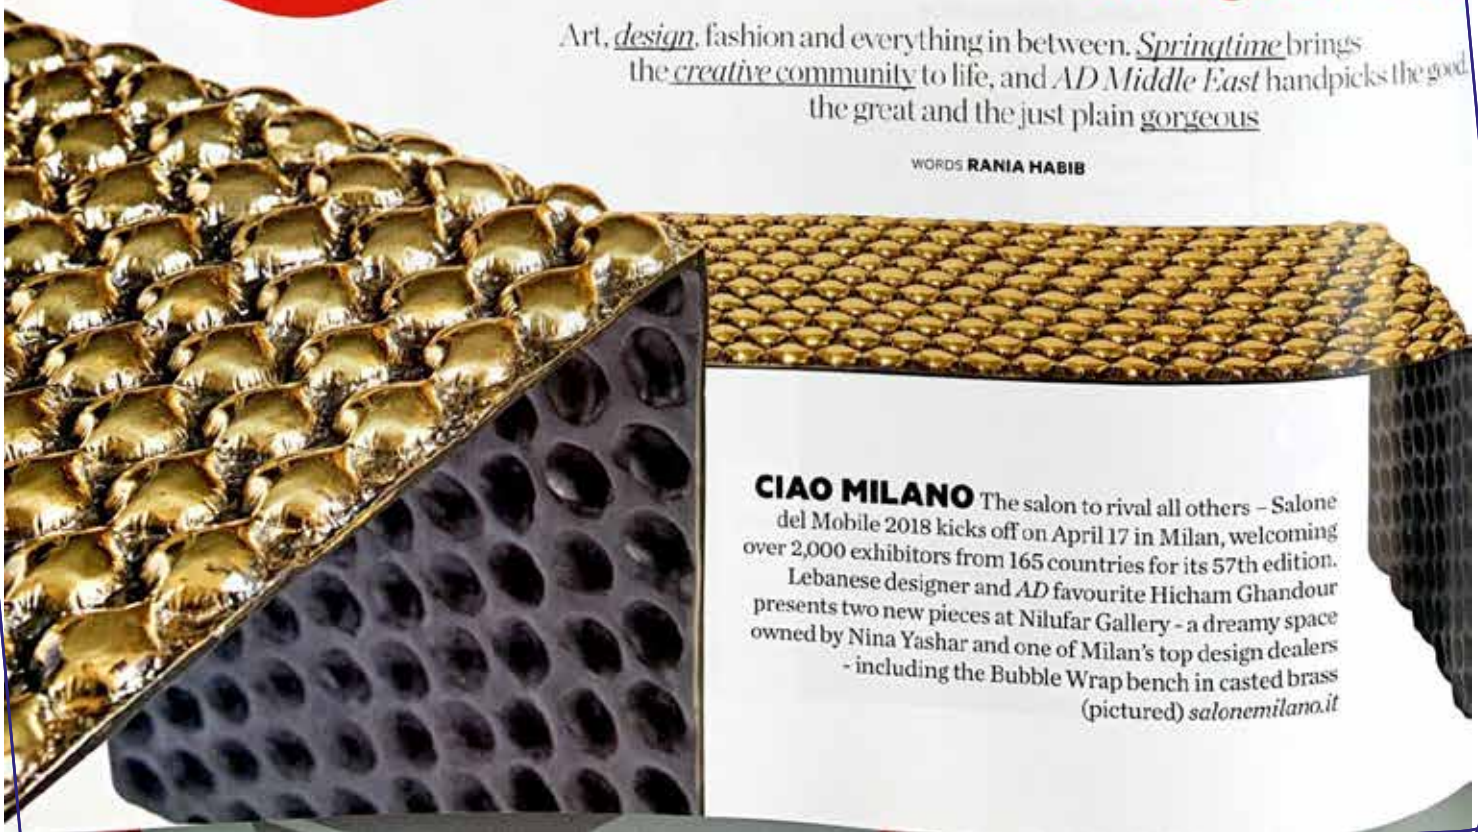 Art, design, fashion and everything in between. Springtime brings
the creative community to life, and AD Middle East handpicks the good,
the great and the just plain gorgeous
WORDS RANIA HABIB
CIAO MILANO The salon to rival all others – Salone
del Mobile 2018 kicks off on April 17 in Milan, welcoming
over 2,000 exhibitors from 165 countries for its 57th edition.
Lebanese designer and AD favourite Hicham Ghandour
presents two new pieces at Nilufar Gallery - a dreamy space
owned by Nina Yashar and one of Milan's top design dealers
- including the Bubble Wrap bench in casted brass
(pictured) salonemilano.it